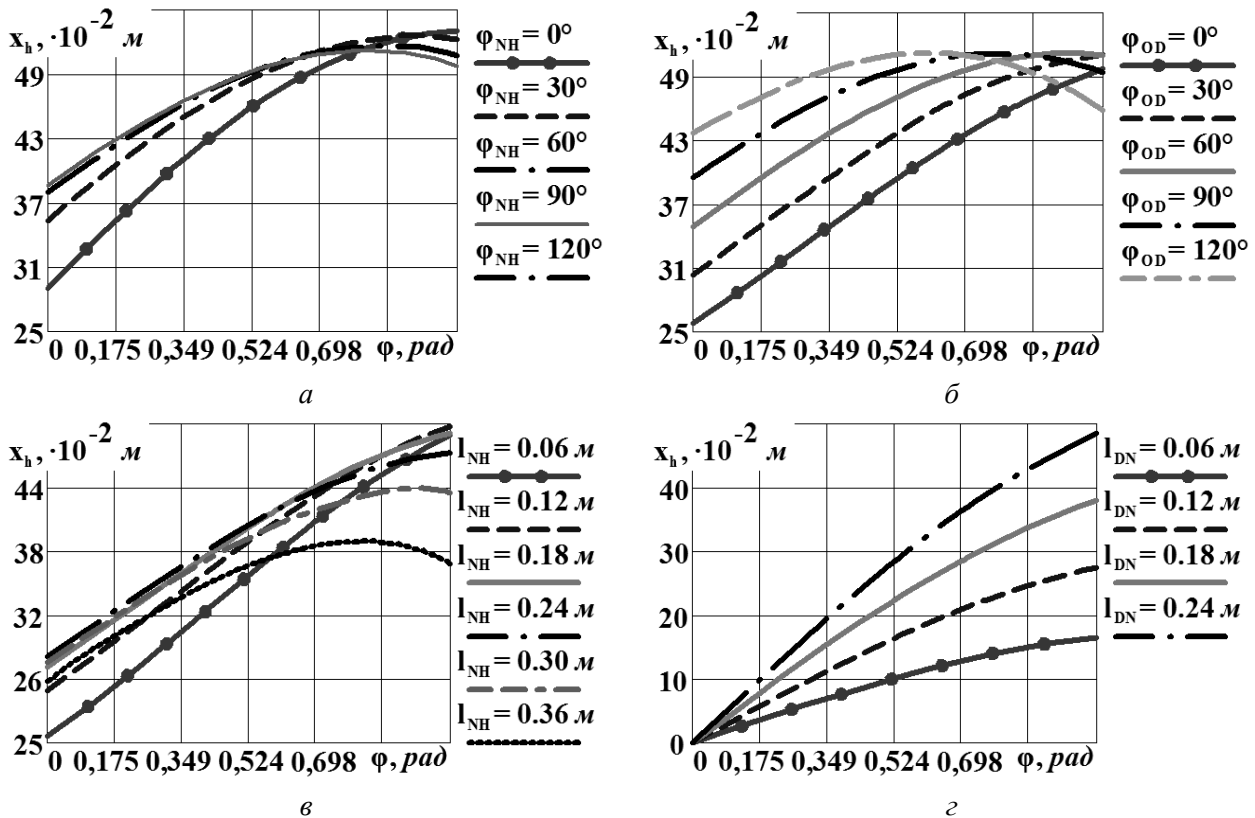 x_h, ·10⁻² м
49
43
37
31
25
0 0,175 0,349 0,524 0,698 φ, рад
φ_NH = 0°
φ_NH = 30°
φ_NH = 60°
φ_NH = 90°
φ_NH = 120°
а
x_h, ·10⁻² м
49
43
37
31
25
0 0,175 0,349 0,524 0,698 φ, рад
φ_OD = 0°
φ_OD = 30°
φ_OD = 60°
φ_OD = 90°
φ_OD = 120°
б
x_h, ·10⁻² м
44
38
32
26
25
0 0,175 0,349 0,524 0,698 φ, рад
l_NH = 0.06 м
l_NH = 0.12 м
l_NH = 0.18 м
l_NH = 0.24 м
l_NH = 0.30 м
l_NH = 0.36 м
в
x_h, ·10⁻² м
40
30
20
10
0
0 0,175 0,349 0,524 0,698 φ, рад
l_DN = 0.06 м
l_DN = 0.12 м
l_DN = 0.18 м
l_DN = 0.24 м
г